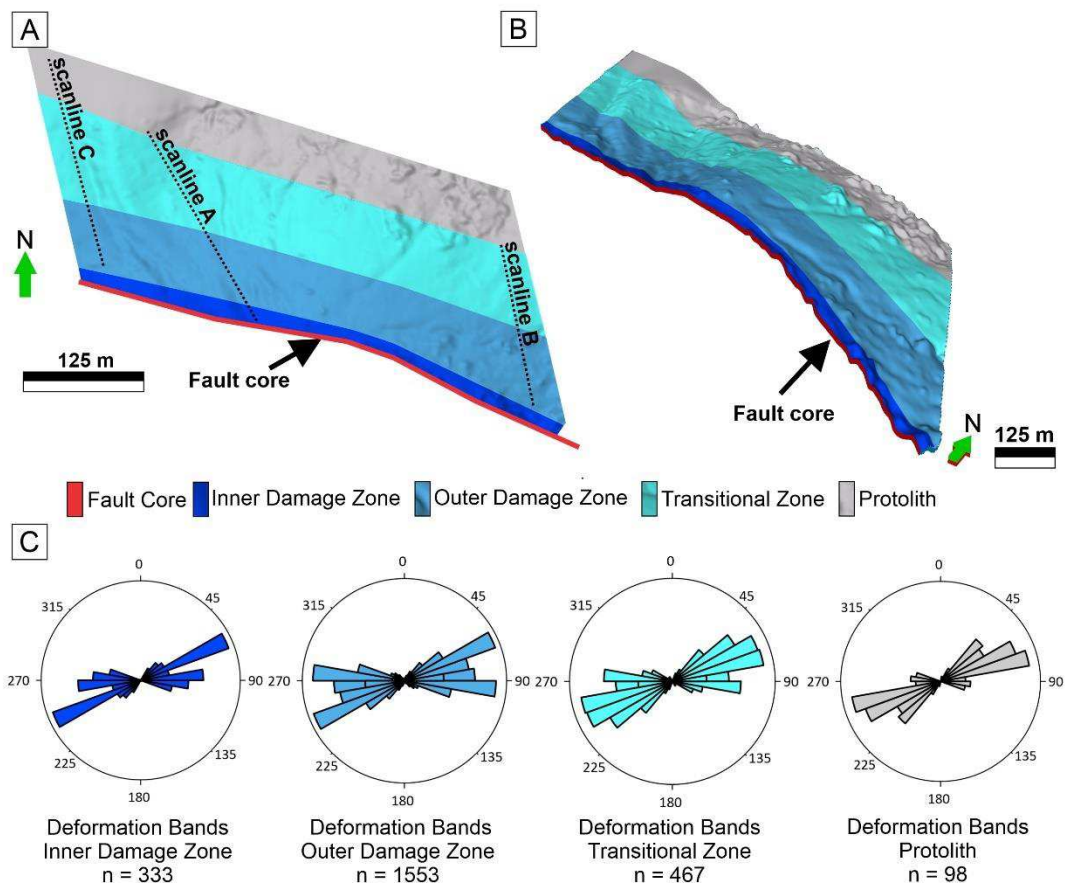 A
B
scanline C
scanline A
scanline B
N
125 m
Fault core
Fault core
N
125 m
Fault Core Inner Damage Zone Outer Damage Zone Transitional Zone Protolith
C
0
45
90
135
180
225
270
315
0
45
90
135
180
225
270
315
0
45
90
135
180
225
270
315
0
45
90
135
180
225
270
315
Deformation Bands
Inner Damage Zone
n = 333
Deformation Bands
Outer Damage Zone
n = 1553
Deformation Bands
Transitional Zone
n = 467
Deformation Bands
Protolith
n = 98